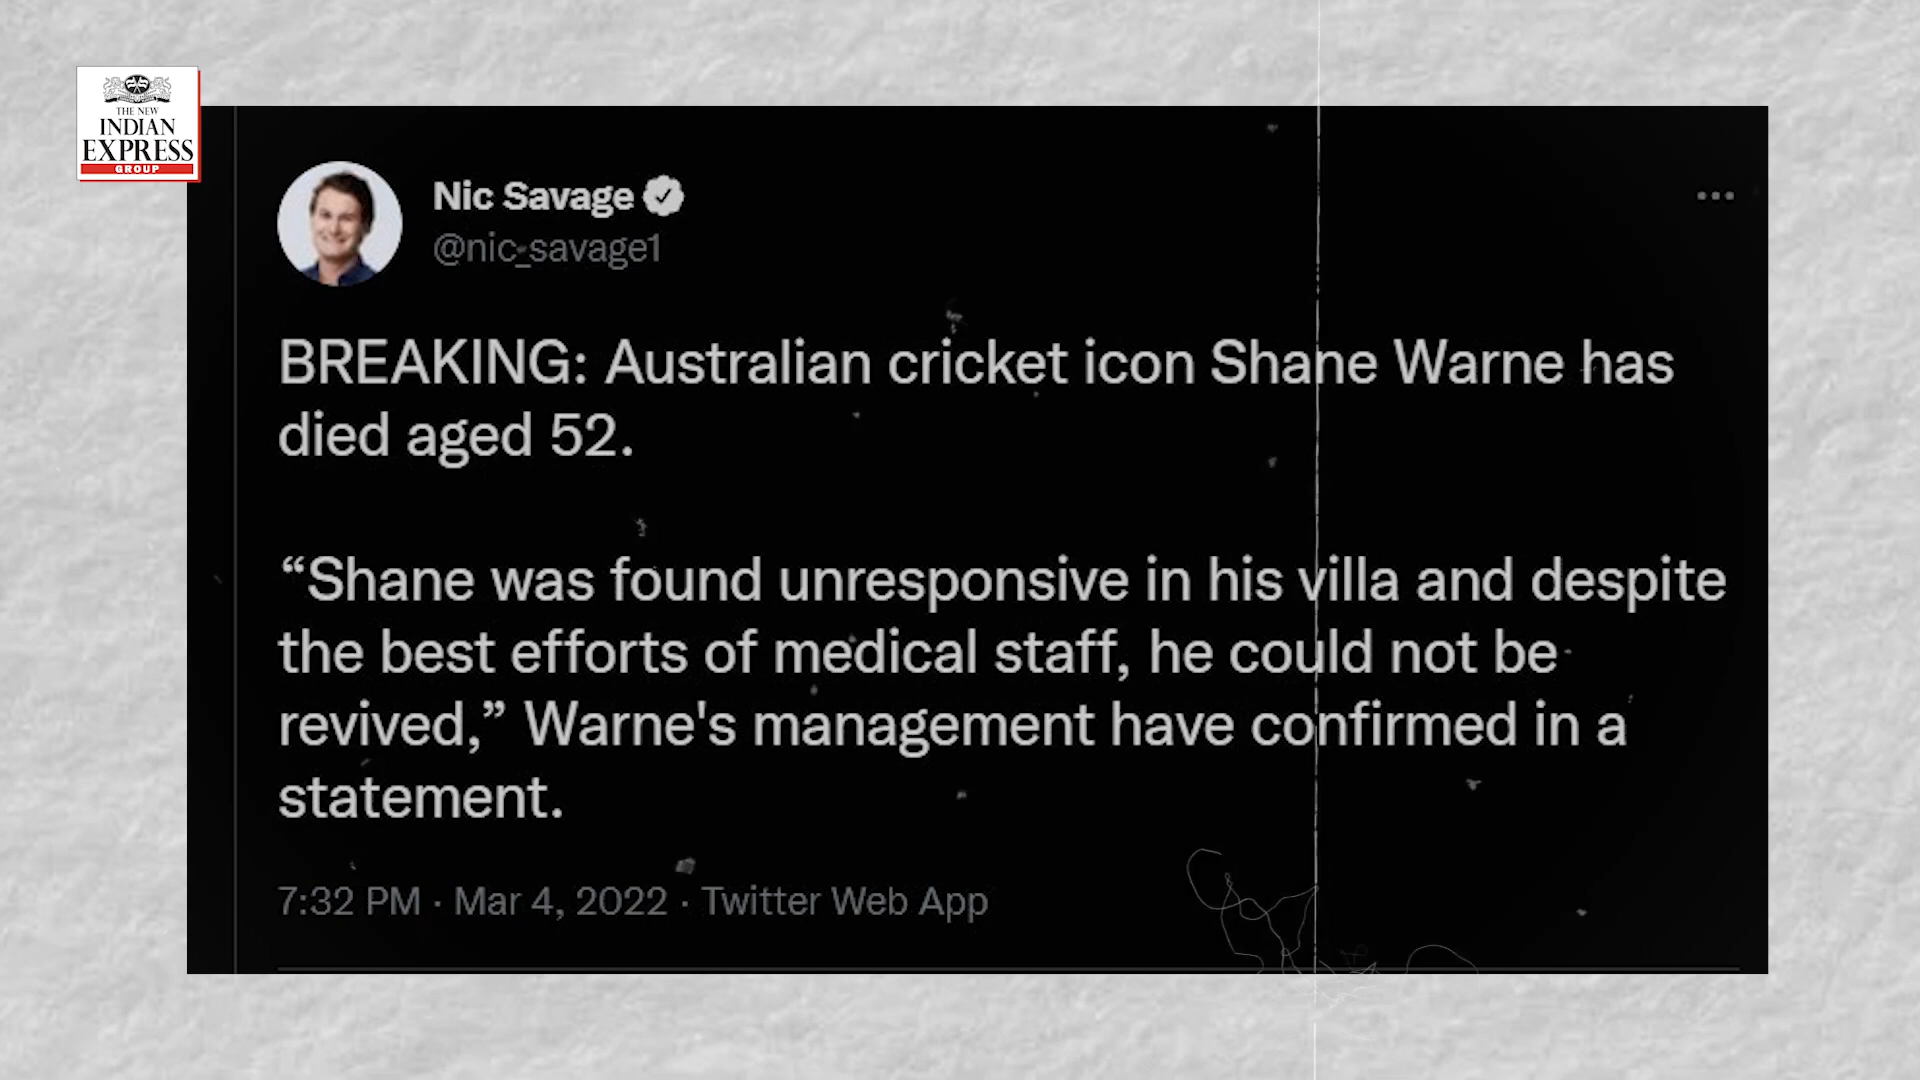 THE NEW
INDIAN
EXPRESS
GROUP
Nic Savage
@nic_savage1
BREAKING: Australian cricket icon Shane Warne has
died aged 52.
“Shane was found unresponsive in his villa and despite
the best efforts of medical staff, he could not be
revived,” Warne's management have confirmed in a
statement.
7:32 PM · Mar 4, 2022 · Twitter Web App